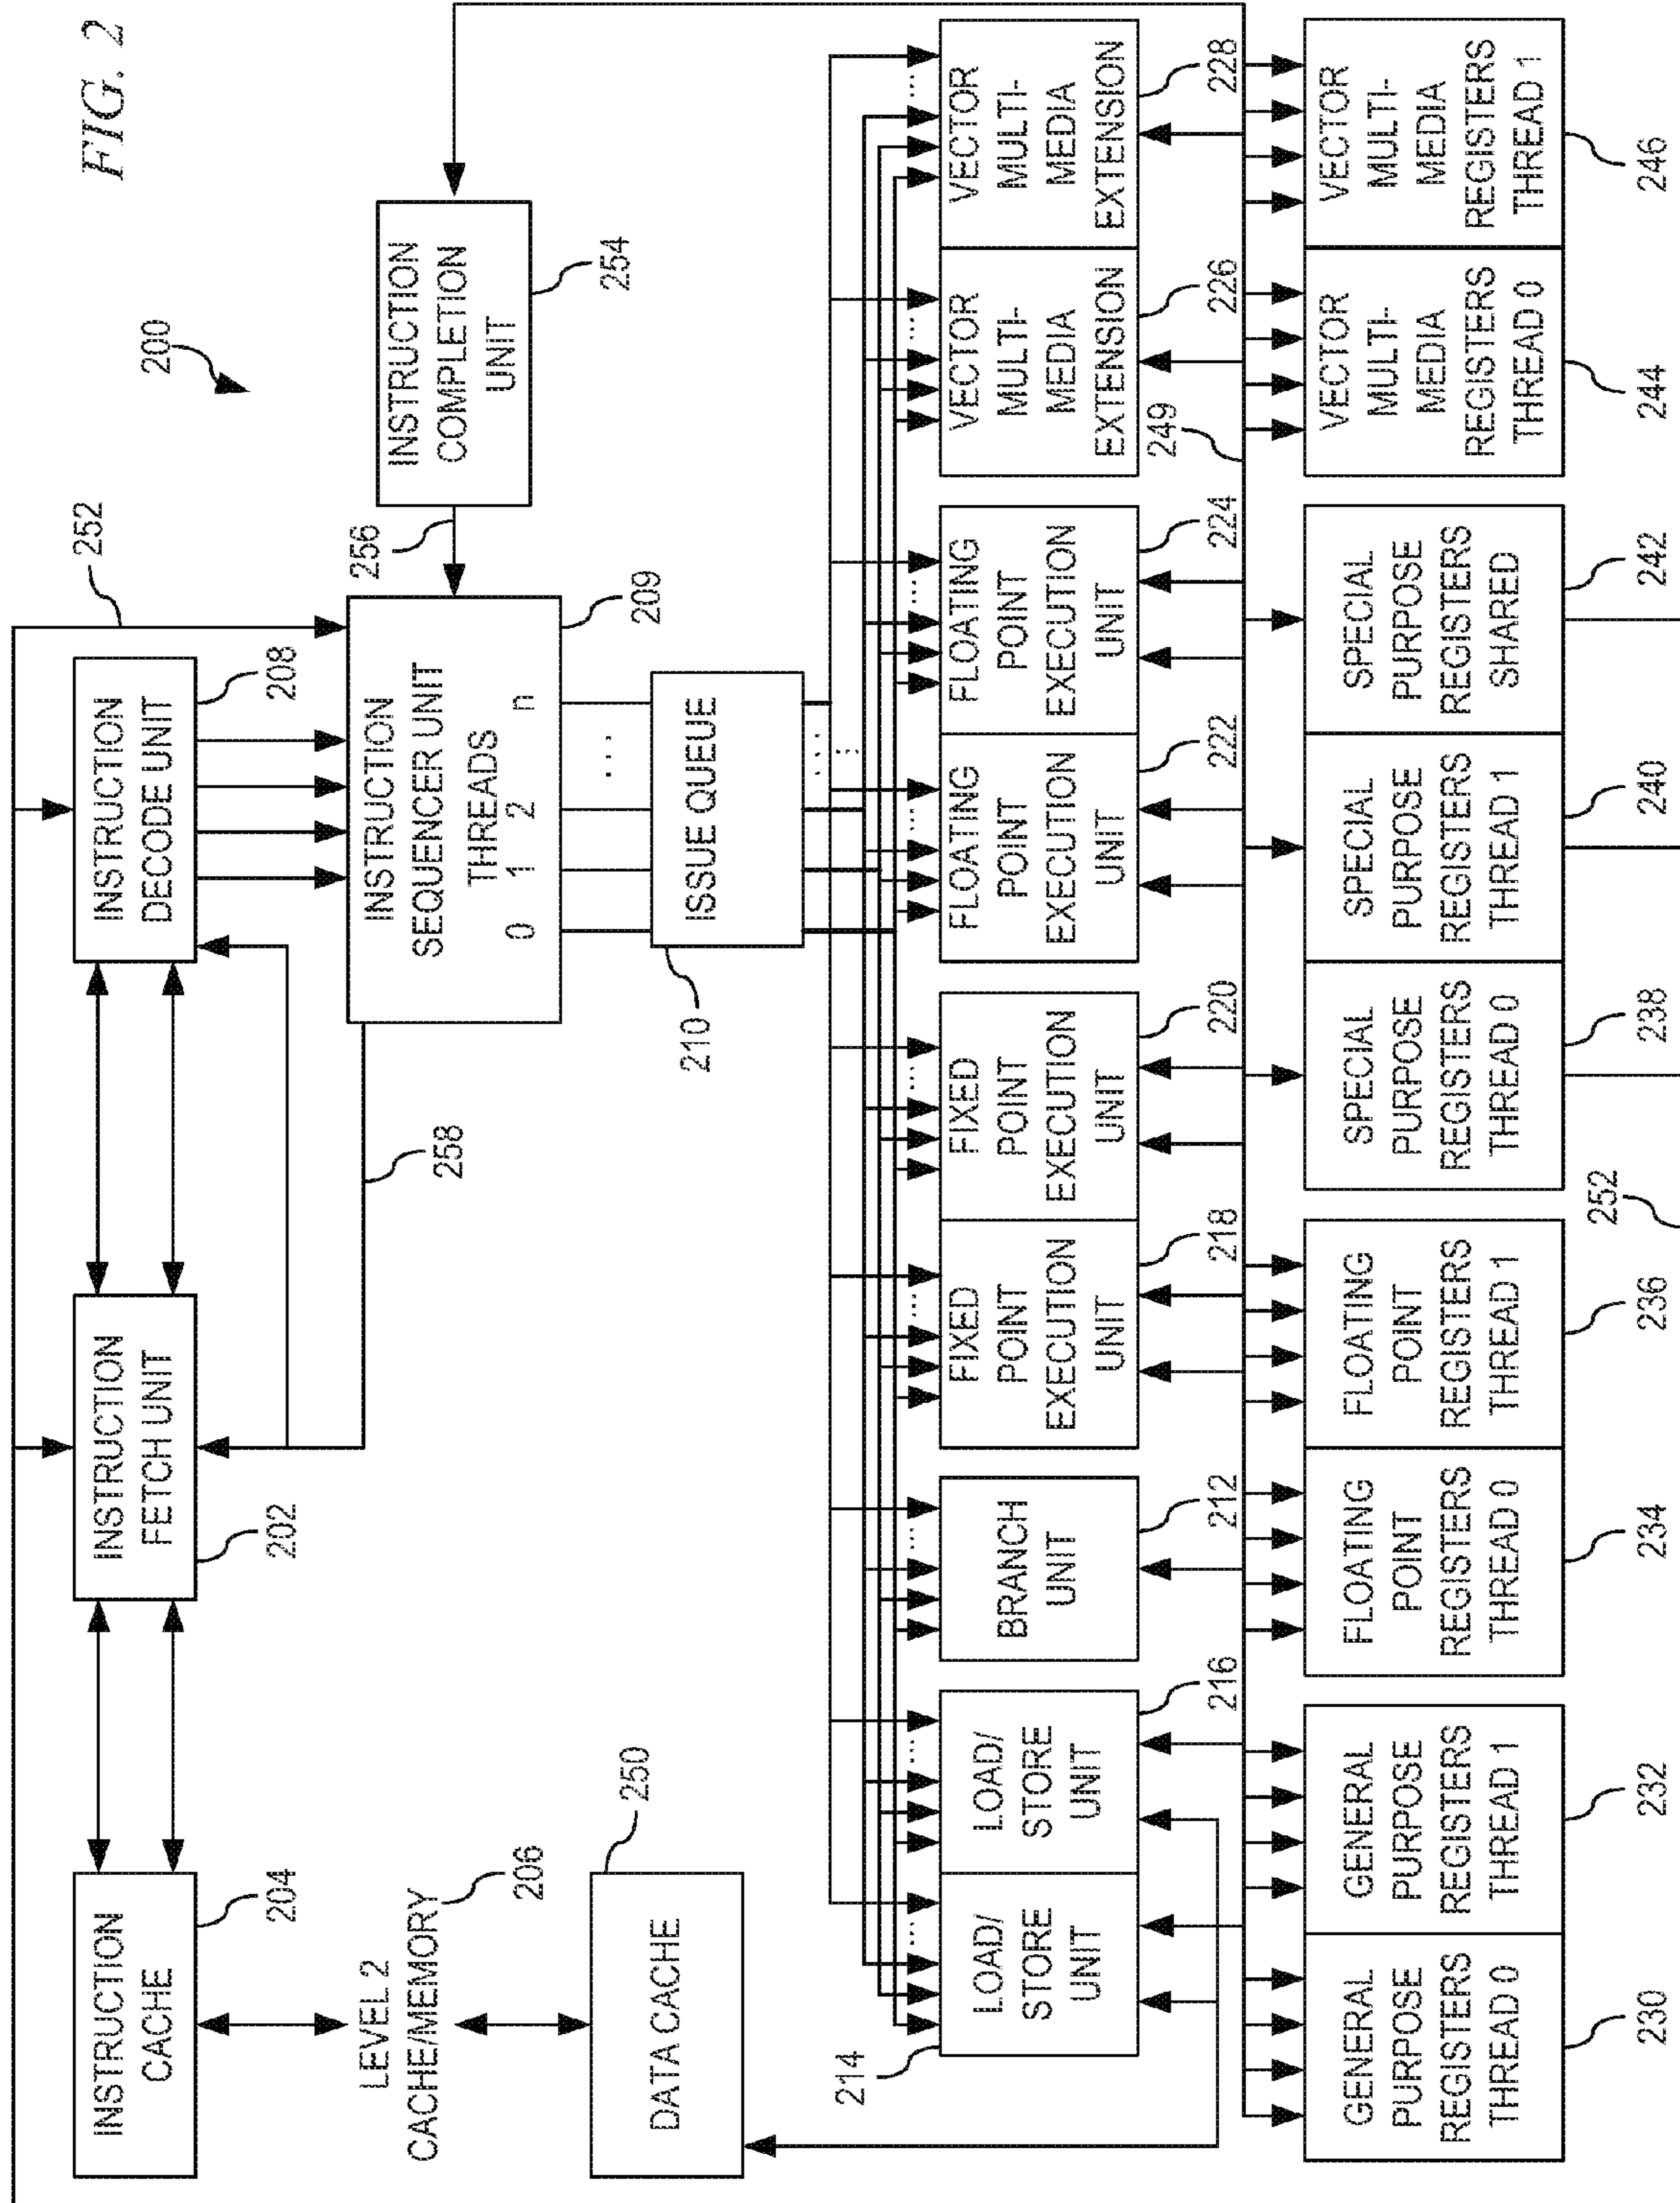 FIG. 2
200
252
INSTRUCTION
CACHE
204
INSTRUCTION
FETCH UNIT
202
INSTRUCTION
DECODE UNIT
208
LEVEL 2
CACHE/MEMORY
206
258
INSTRUCTION
SEQUENCER UNIT
THREADS
0 1 2 n
209
256
INSTRUCTION
COMPLETION
UNIT
254
DATA CACHE
250
...
ISSUE QUEUE
210
...
...
214
LOAD/
STORE
UNIT
...
LOAD/
STORE
UNIT
216
...
BRANCH
UNIT
212
...
FIXED
POINT
EXECUTION
UNIT
218
...
FIXED
POINT
EXECUTION
UNIT
220
...
FLOATING
POINT
EXECUTION
UNIT
222
...
FLOATING
POINT
EXECUTION
UNIT
224
...
VECTOR
MULTI-
MEDIA
EXTENSION
226
...
VECTOR
MULTI-
MEDIA
EXTENSION
228
...
249
GENERAL
PURPOSE
REGISTERS
THREAD 0
230
GENERAL
PURPOSE
REGISTERS
THREAD 1
232
FLOATING
POINT
REGISTERS
THREAD 0
234
FLOATING
POINT
REGISTERS
THREAD 1
236
252
SPECIAL
PURPOSE
REGISTERS
THREAD 0
238
SPECIAL
PURPOSE
REGISTERS
THREAD 1
240
SPECIAL
PURPOSE
REGISTERS
SHARED
242
VECTOR
MULTI-
MEDIA
REGISTERS
THREAD 0
244
VECTOR
MULTI-
MEDIA
REGISTERS
THREAD 1
246